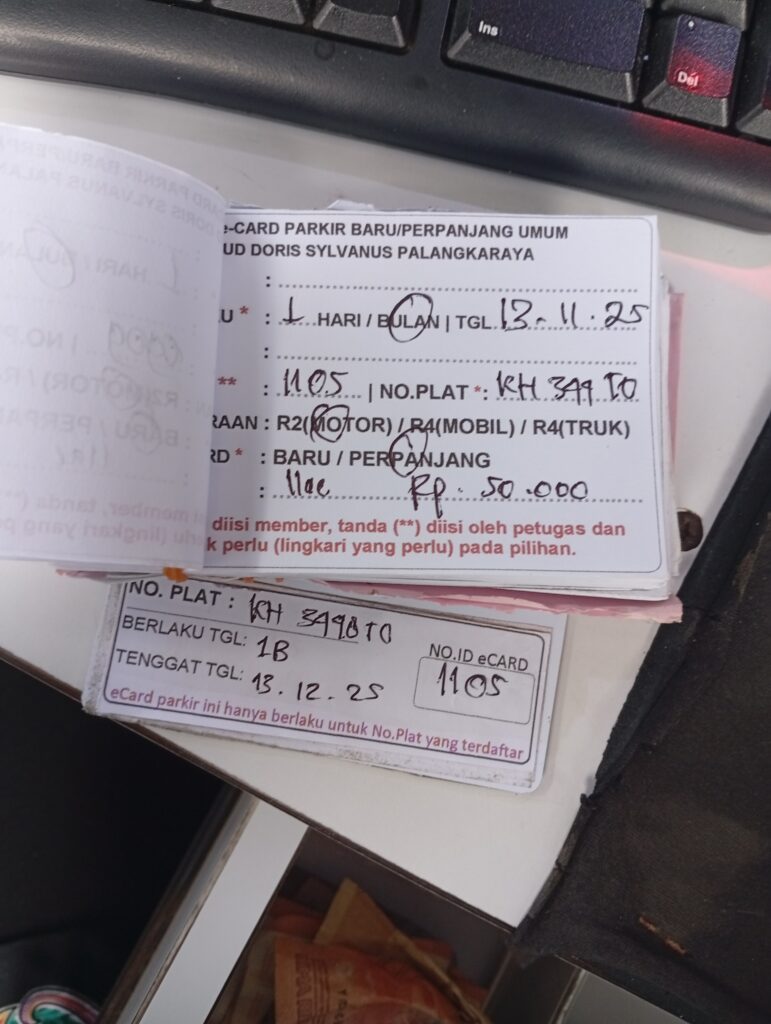 Ins
Del
e-CARD PARKIR BARU/PERPANJANG UMUM
UD DORIS SYLVANUS PALANGKARAYA
:
U * : 1 HARI / BULAN | TGL 13-11.25
:
** : 1105 | NO.PLAT *: KH TO
RAAN : R2(MOTOR) / R4(MOBIL) / R4(TRUK)
RD * : BARU / PERPANJANG
: Rp. 50.000
diisi member, tanda (**) diisi oleh petugas dan
k perlu (lingkari yang perlu) pada pilihan.
NO. PLAT : KH TO
BERLAKU TGL: 1B
TENGGAT TGL: 13.12.25
NO.ID eCARD
1105
eCard parkir ini hanya berlaku untuk No.Plat yang terdaftar